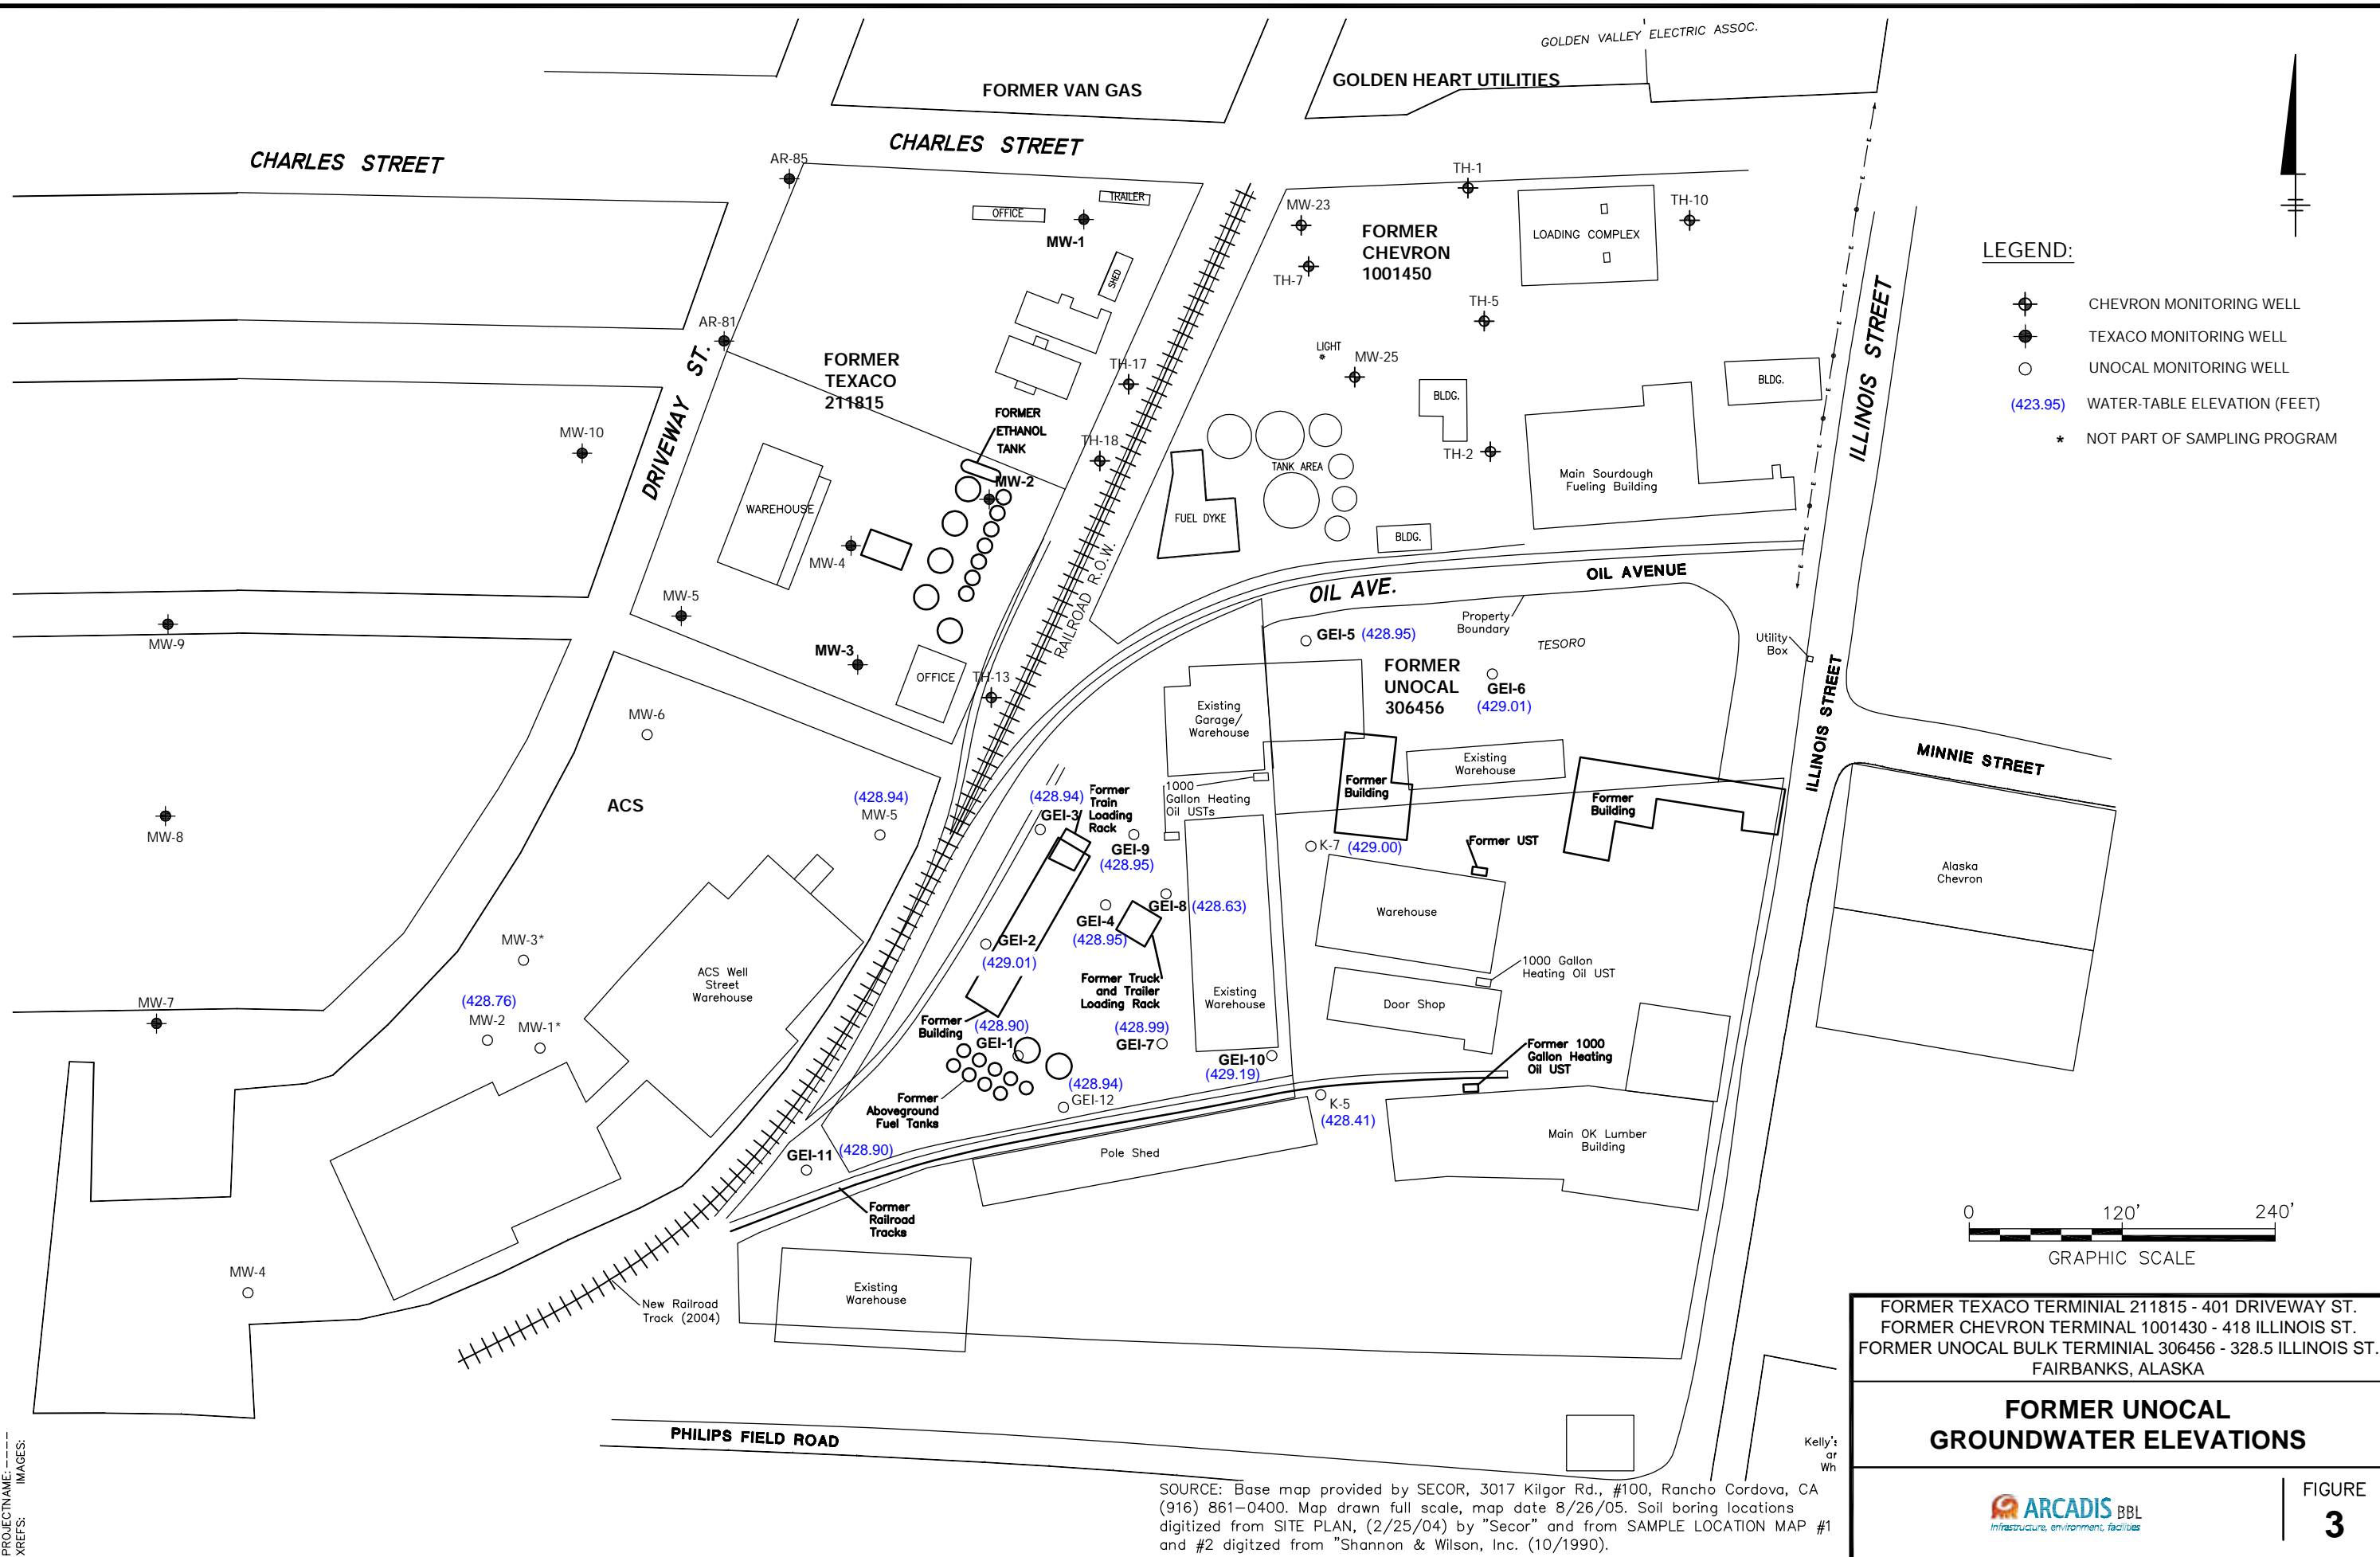 GOLDEN VALLEY ELECTRIC ASSOC.
FORMER VAN GAS
GOLDEN HEART UTILITIES
CHARLES STREET
CHARLES STREET
AR-85
TRAILER
OFFICE
MW-1
SHED
MW-23
TH-1
TH-10
FORMER
CHEVRON
1001450
LOADING COMPLEX
TH-7
TH-5
LIGHT
MW-25
BLDG.
BLDG.
TH-2
TANK AREA
FUEL DYKE
BLDG.
Main Sourdough
Fueling Building
ILLINOIS STREET
E
LEGEND:
CHEVRON MONITORING WELL
TEXACO MONITORING WELL
UNOCAL MONITORING WELL
(423.95) WATER-TABLE ELEVATION (FEET)
* NOT PART OF SAMPLING PROGRAM
AR-81
DRIVEWAY ST.
FORMER
TEXACO
211815
TH-17
FORMER
ETHANOL
TANK
TH-18
MW-2
MW-10
WAREHOUSE
MW-4
MW-5
MW-3
OFFICE
TH-13
RAILROAD R.O.W.
MW-9
MW-8
MW-7
OIL AVE.
OIL AVENUE
Property
Boundary
TESORO
Utility
Box
GEI-5 (428.95)
FORMER
UNOCAL
306456
GEI-6
(429.01)
Existing
Garage/
Warehouse
Existing
Warehouse
Former
Building
Former
Building
ILLINOIS STREET
MINNIE STREET
MW-6
ACS
(428.94)
MW-5
(428.94)
GEI-3
Former
Train
Loading
Rack
1000
Gallon Heating
Oil USTs
GEI-9
(428.95)
K-7 (429.00)
Former UST
Alaska
Chevron
GEI-8 (428.63)
GEI-4
(428.95)
GEI-2
(429.01)
Warehouse
MW-3*
ACS Well
Street
Warehouse
Former Truck
and Trailer
Loading Rack
Existing
Warehouse
1000 Gallon
Heating Oil UST
Door Shop
(428.76)
MW-2
MW-1*
Former
Building
(428.90)
GEI-1
(428.99)
GEI-7
GEI-10
(429.19)
Former 1000
Gallon Heating
Oil UST
(428.94)
GEI-12
Former
Aboveground
Fuel Tanks
K-5
(428.41)
Main OK Lumber
Building
Pole Shed
GEI-11
(428.90)
Former
Railroad
Tracks
MW-4
New Railroad
Track (2004)
Existing
Warehouse
0 120' 240'
GRAPHIC SCALE
PHILIPS FIELD ROAD
Kelly's
ar
Wh
SOURCE: Base map provided by SECOR, 3017 Kilgor Rd., #100, Rancho Cordova, CA
(916) 861-0400. Map drawn full scale, map date 8/26/05. Soil boring locations
digitized from SITE PLAN, (2/25/04) by "Secor" and from SAMPLE LOCATION MAP #1
and #2 digitzed from "Shannon & Wilson, Inc. (10/1990).
FORMER TEXACO TERMINIAL 211815 - 401 DRIVEWAY ST.
FORMER CHEVRON TERMINAL 1001430 - 418 ILLINOIS ST.
FORMER UNOCAL BULK TERMINIAL 306456 - 328.5 ILLINOIS ST.
FAIRBANKS, ALASKA
FORMER UNOCAL
GROUNDWATER ELEVATIONS
ARCADIS BBL
Infrastructure, environment, facilities
FIGURE
3
PROJECTNAME: ----
XREFS: IMAGES: